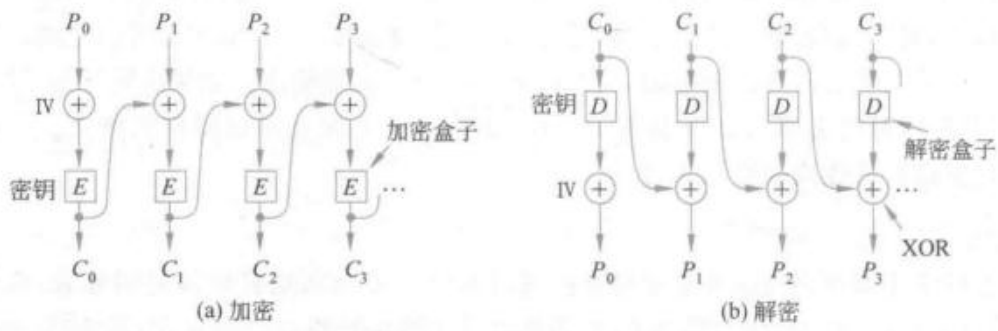 P₀ P₁ P₂ P₃
IV + + + +
加密盒子
密钥 E E E E …
C₀ C₁ C₂ C₃
(a) 加密
C₀ C₁ C₂ C₃
密钥 D D D D
解密盒子
IV + + + + …
XOR
P₀ P₁ P₂ P₃
(b) 解密